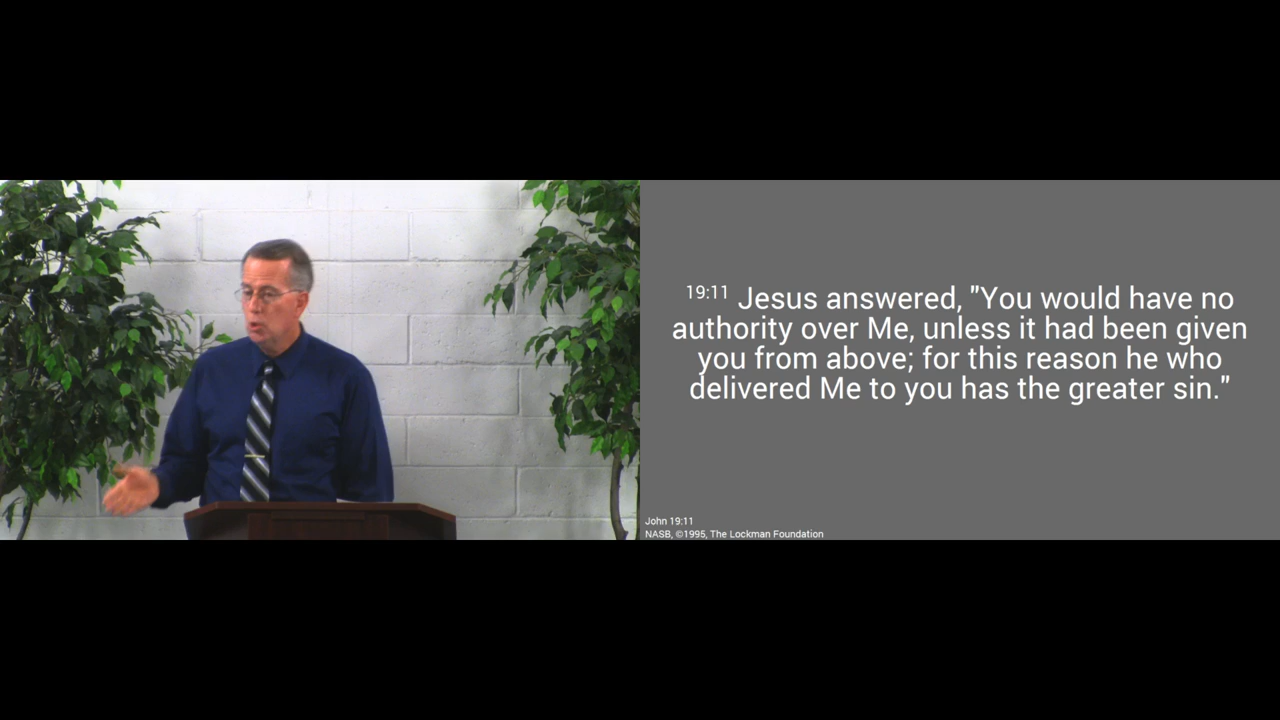 19:11 Jesus answered, "You would have no
authority over Me, unless it had been given
you from above; for this reason he who
delivered Me to you has the greater sin."
John 19:11
NASB, ©1995, The Lockman Foundation